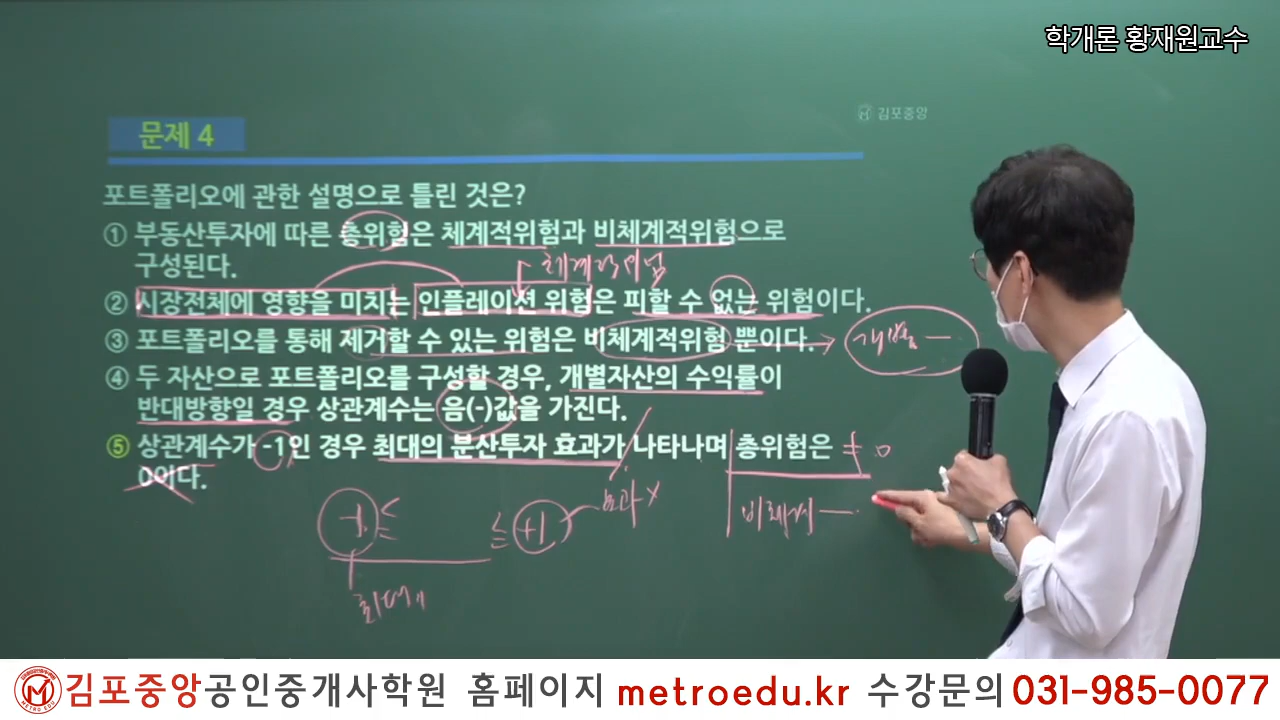 학개론 황재원교수
김포중앙
문제 4
포트폴리오에 관한 설명으로 틀린 것은?
① 부동산투자에 따른 총위험은 체계적위험과 비체계적위험으로
구성된다.
체계적위험
② 시장전체에 영향을 미치는 인플레이션 위험은 피할 수 없는 위험이다.
③ 포트폴리오를 통해 제거할 수 있는 위험은 비체계적위험 뿐이다.
④ 두 자산으로 포트폴리오를 구성할 경우, 개별자산의 수익률이
반대방향일 경우 상관계수는 음(-)값을 가진다.
⑤ 상관계수가 -1인 경우 최대의 분산투자 효과가 나타나며 총위험은 ≠ 0
0이다.
-1 ≤ ≤ +1 효과 X
최대
METRO EDU
김포중앙공인중개사학원 홈페이지 metroedu.kr 수강문의 031-985-0077